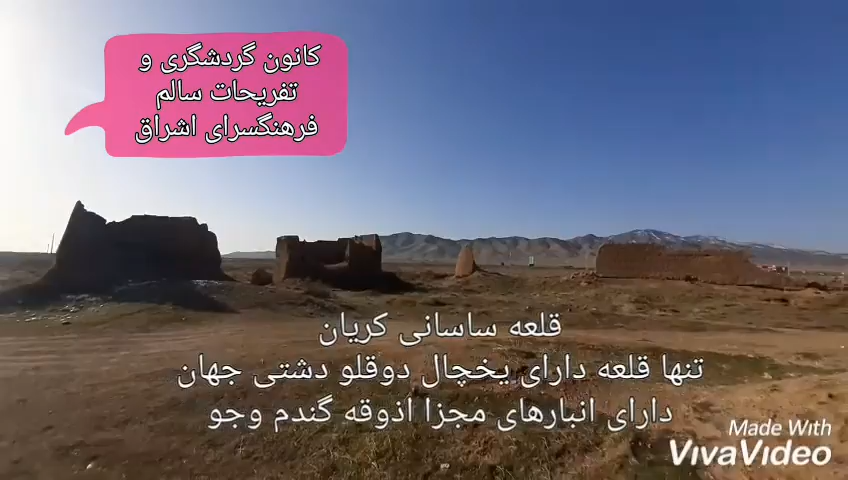 کانون گردشگری و
تفریحات سالم
فرهنگسرای اشراق
قلعه ساسانی کریان
تنها قلعه دارای یخچال دوقلو دشتی جهان
دارای انبارهای مجزا اذوقه گندم وجو
Made With
VivaVideo